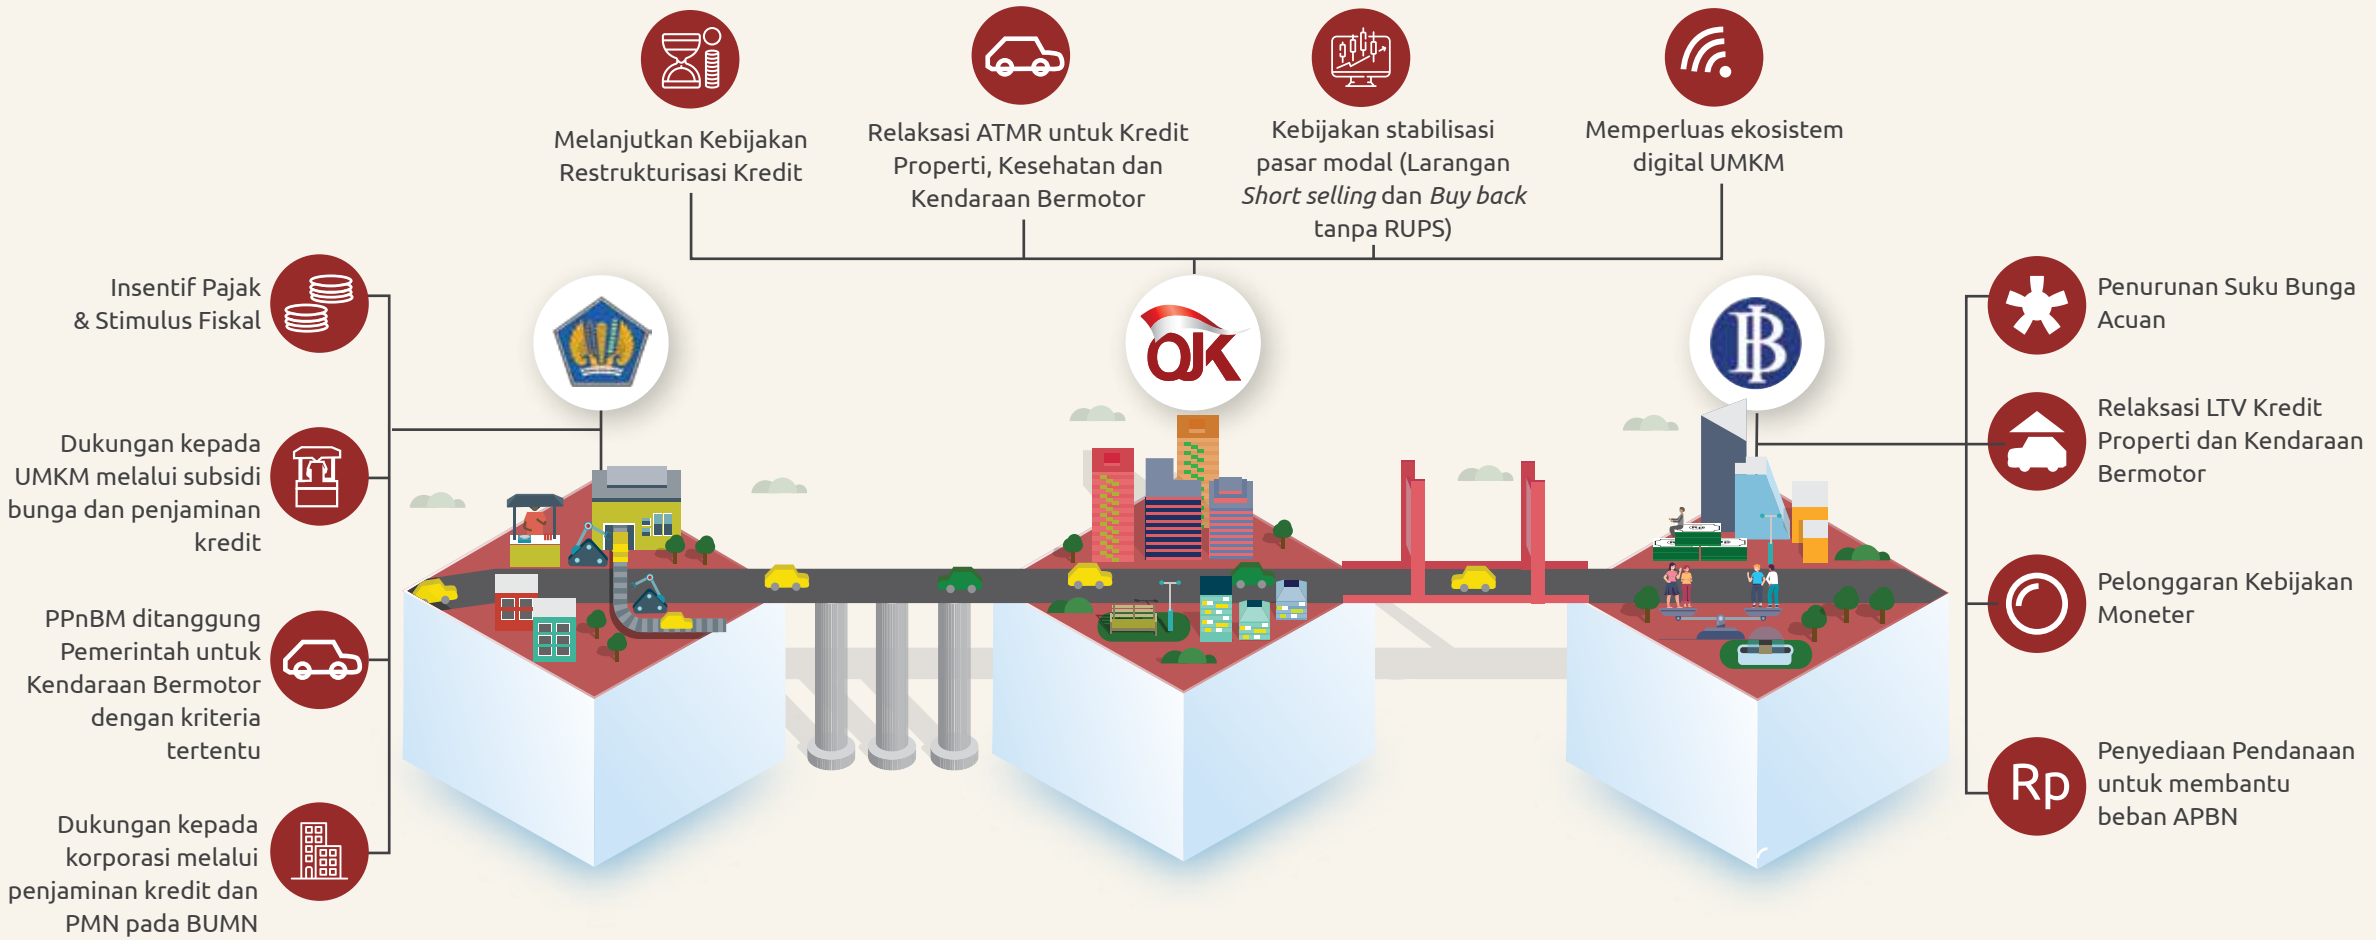 Melanjutkan Kebijakan
Restrukturisasi Kredit
Relaksasi ATMR untuk Kredit
Properti, Kesehatan dan
Kendaraan Bermotor
Kebijakan stabilisasi
pasar modal (Larangan
Short selling dan Buy back
tanpa RUPS)
Memperluas ekosistem
digital UMKM
Insentif Pajak
& Stimulus Fiskal
Dukungan kepada
UMKM melalui subsidi
bunga dan penjaminan
kredit
PPnBM ditanggung
Pemerintah untuk
Kendaraan Bermotor
dengan kriteria
tertentu
Dukungan kepada
korporasi melalui
penjaminan kredit dan
PMN pada BUMN
OJK
Penurunan Suku Bunga
Acuan
Relaksasi LTV Kredit
Properti dan Kendaraan
Bermotor
Pelonggaran Kebijakan
Moneter
Rp
Penyediaan Pendanaan
untuk membantu
beban APBN